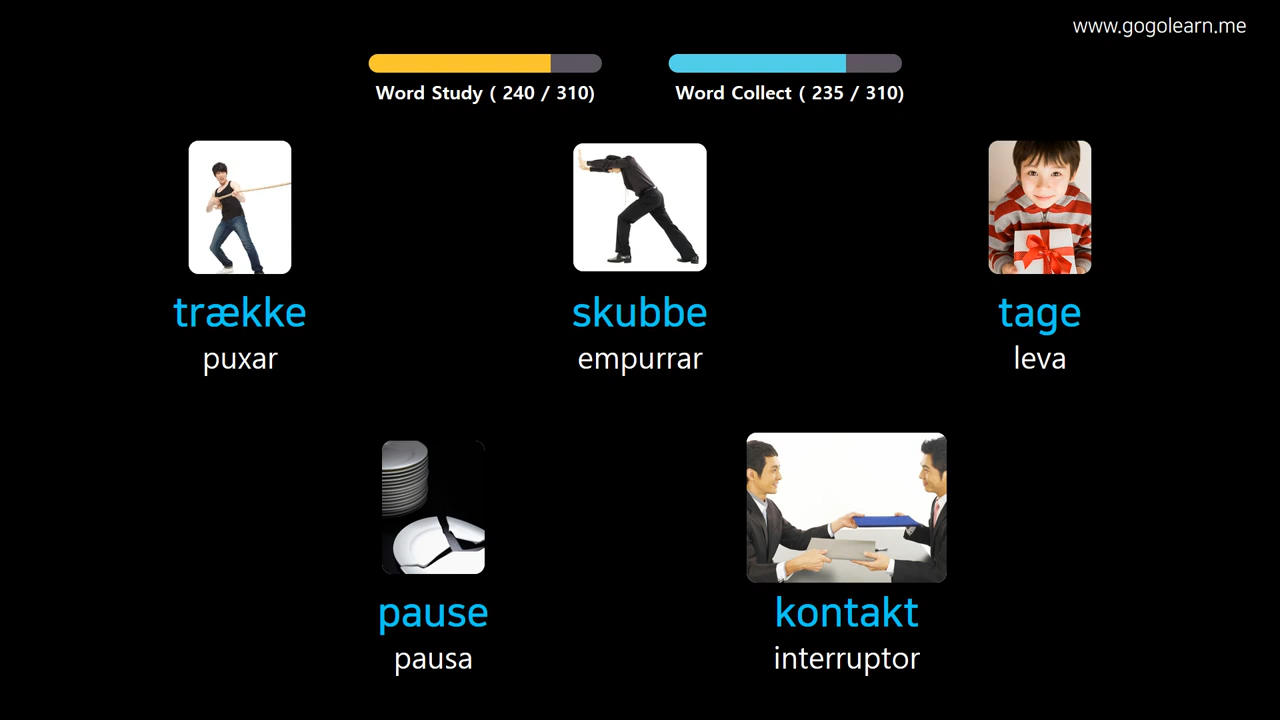 www.gogolearn.me
Word Study ( 240 / 310)
Word Collect ( 235 / 310)
trække
puxar
skubbe
empurrar
tage
leva
pause
pausa
kontakt
interruptor